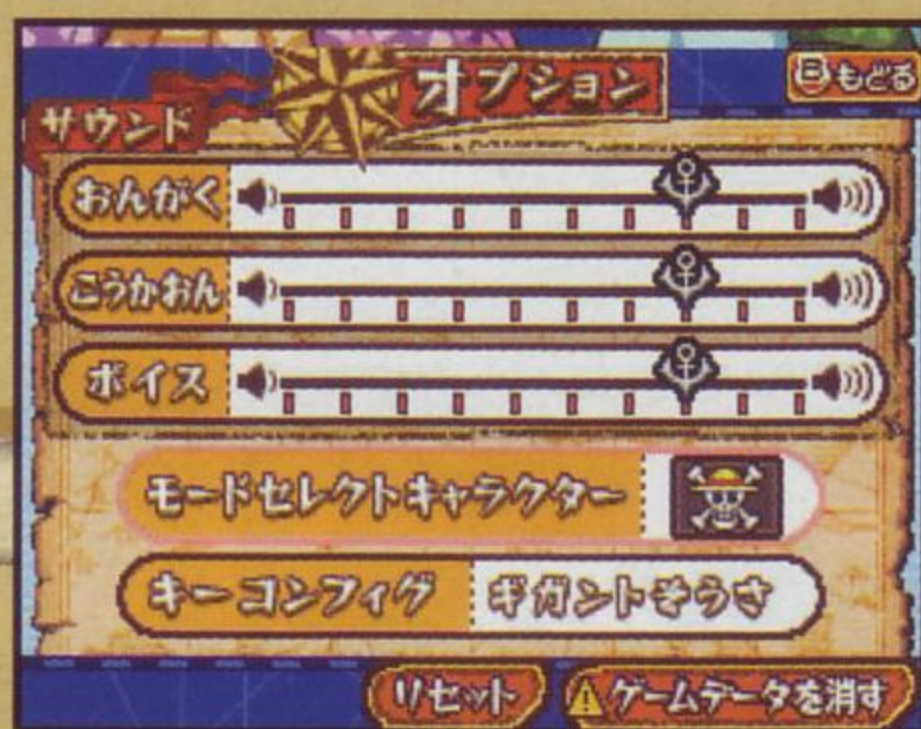 オプション
Ⓑもどる
サウンド
おんがく
こうかおん
ボイス
モードセレクトキャラクター
キーコンフィグ ギガントそうさ
リセット
ゲームデータを消す